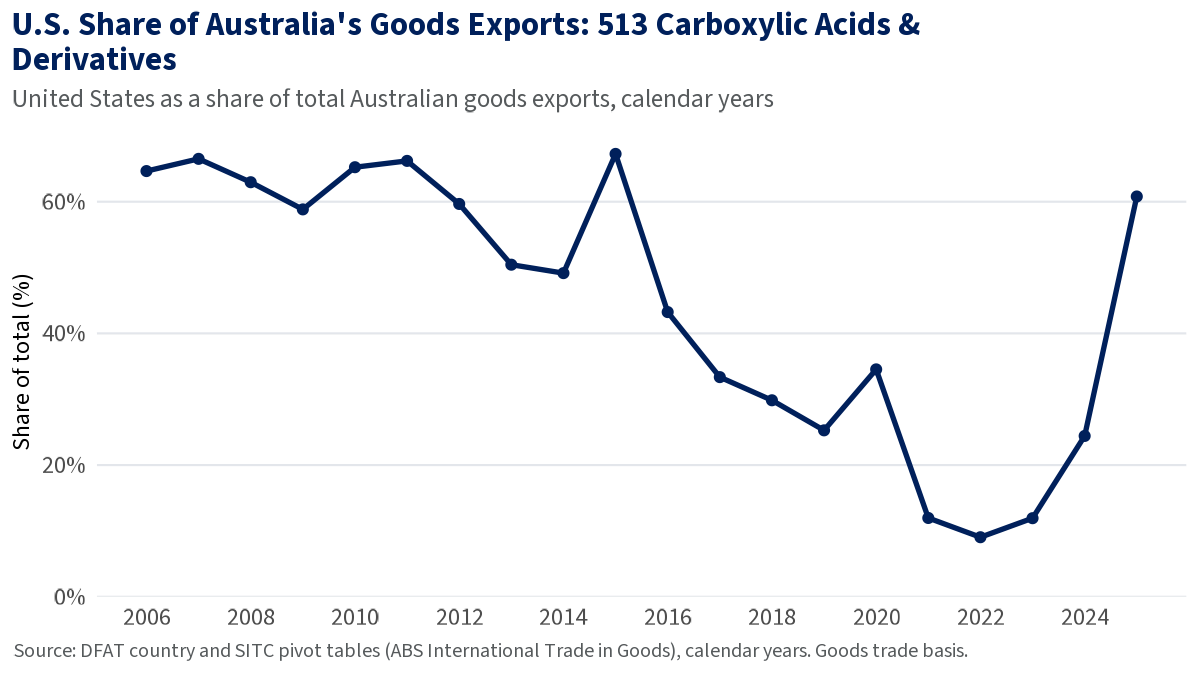 U.S. Share of Australia's Goods Exports: 513 Carboxylic Acids &
Derivatives
United States as a share of total Australian goods exports, calendar years
Share of total (%)
60%
40%
20%
0%
2006 2008 2010 2012 2014 2016 2018 2020 2022 2024
Source: DFAT country and SITC pivot tables (ABS International Trade in Goods), calendar years. Goods trade basis.